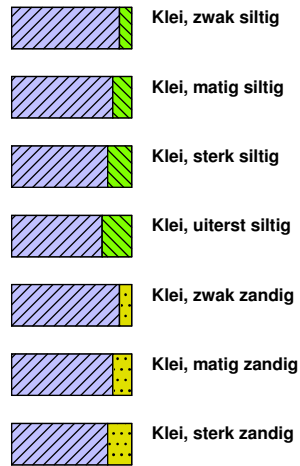 Klei, zwak siltig
Klei, matig siltig
Klei, sterk siltig
Klei, uiterst siltig
Klei, zwak zandig
Klei, matig zandig
Klei, sterk zandig